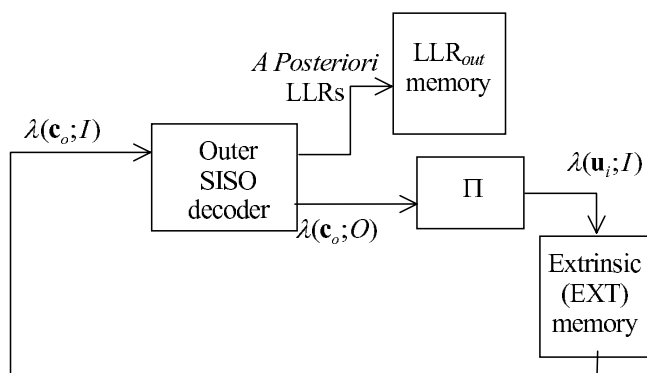 A Posteriori
LLRs
LLRout
memory
λ(co;I)
Outer
SISO
decoder
λ(co;O)
Π
λ(ui;I)
Extrinsic
(EXT)
memory